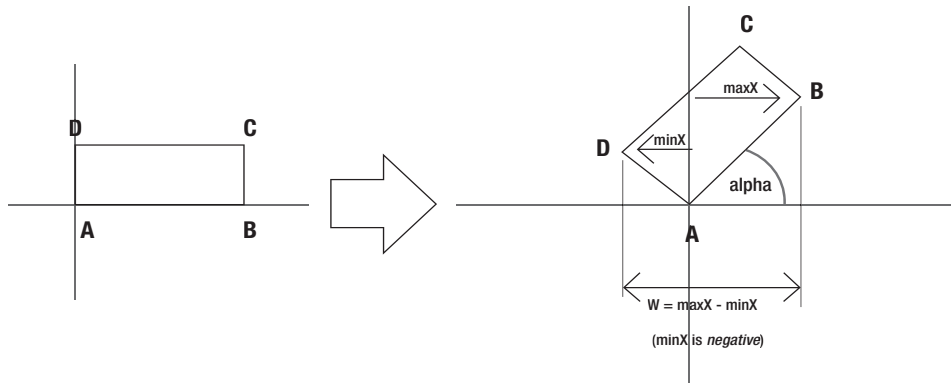 D
C
A
B
C
maxX
B
minX
D
alpha
A
W = maxX - minX
(minX is negative)